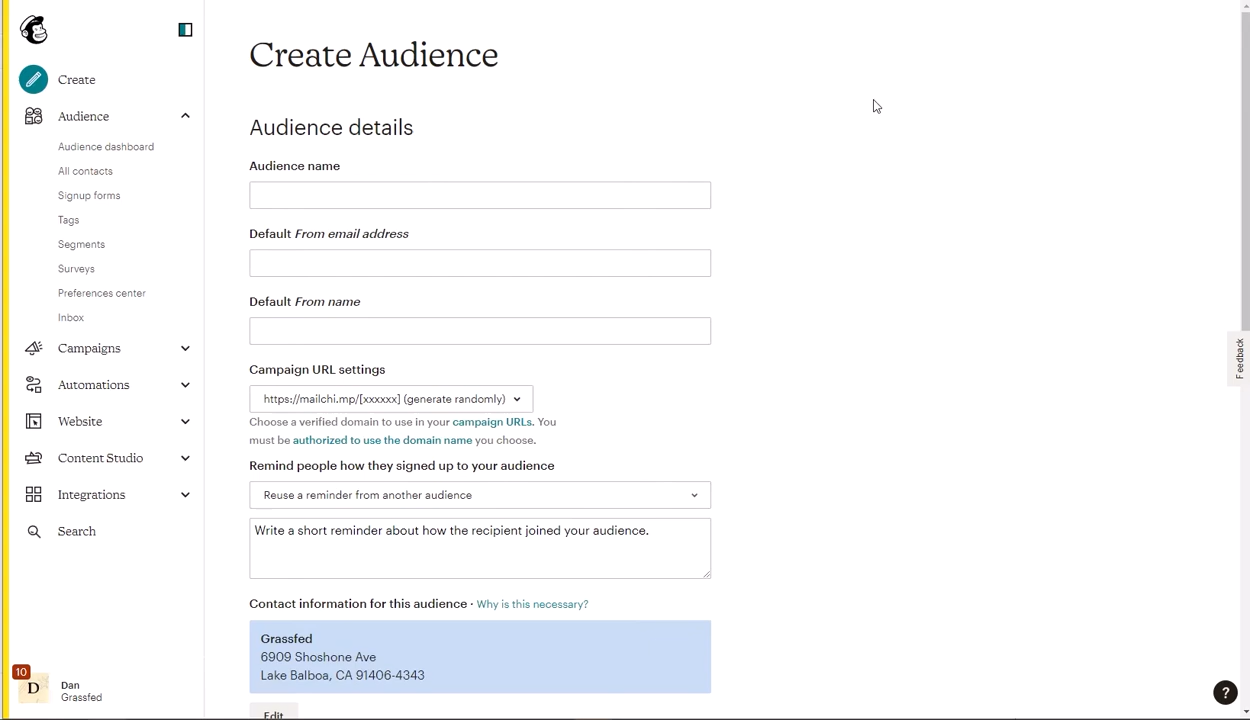 Create
Audience
Audience dashboard
All contacts
Signup forms
Tags
Segments
Surveys
Preferences center
Inbox
Campaigns
Automations
Website
Content Studio
Integrations
Search
10
D
Dan
Grassfed
Create Audience
Audience details
Audience name
Default From email address
Default From name
Campaign URL settings
https://mailchi.mp/[xxxxxx] (generate randomly)
Choose a verified domain to use in your campaign URLs. You
must be authorized to use the domain name you choose.
Remind people how they signed up to your audience
Reuse a reminder from another audience
Write a short reminder about how the recipient joined your audience.
Contact information for this audience · Why is this necessary?
Grassfed
6909 Shoshone Ave
Lake Balboa, CA 91406-4343
Edit
Feedback
?